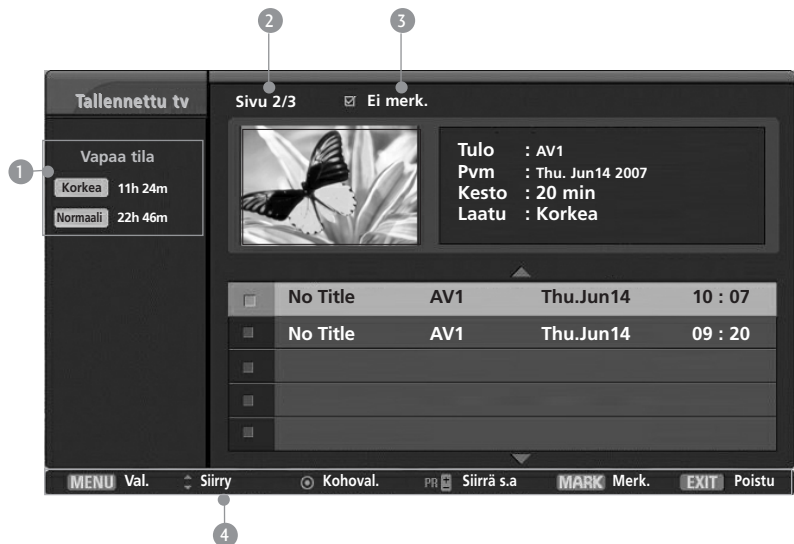 2 3
Tallennettu tv
Sivu 2/3 ☑ Ei merk.
1
Vapaa tila
Korkea 11h 24m
Normaali 22h 46m
Tulo : AV1
Pvm : Thu. Jun14 2007
Kesto : 20 min
Laatu : Korkea
No Title AV1 Thu.Jun14 10 : 07
No Title AV1 Thu.Jun14 09 : 20
MENU Val. Siirry Kohoval. PR ± Siirrä s.a MARK Merk. EXIT Poistu
4